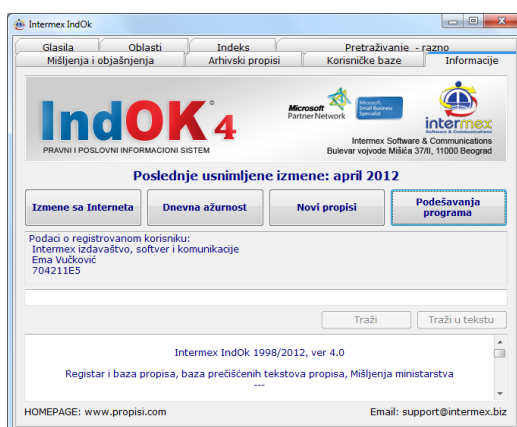 Intermex IndOk
Glasila Oblasti Indeks Pretraživanje - razno
Mišljenja i objašnjenja Arhivski propisi Korisničke baze Informacije
IndOK 4
PRAVNI I POSLOVNI INFORMACIONI SISTEM
Microsoft
Partner Network
Microsoft
Small Business
Specialist
intermex
Software & Communications
Intermex Software & Communications
Bulevar vojvode Mišića 37/II, 11000 Beograd
Poslednje usnimljene izmene: april 2012
Izmene sa Interneta Dnevna ažurnost Novi propisi Podešavanja
programa
Podaci o registrovanom korisniku:
Intermex izdavaštvo, softver i komunikacije
Ema Vučković
704211E5
Traži Traži u tekstu
Intermex IndOk 1998/2012, ver 4.0
Registar i baza propisa, baza prečišćenih tekstova propisa, Mišljenja ministarstva
---
HOMEPAGE: www.propisi.com Email: support@intermex.biz